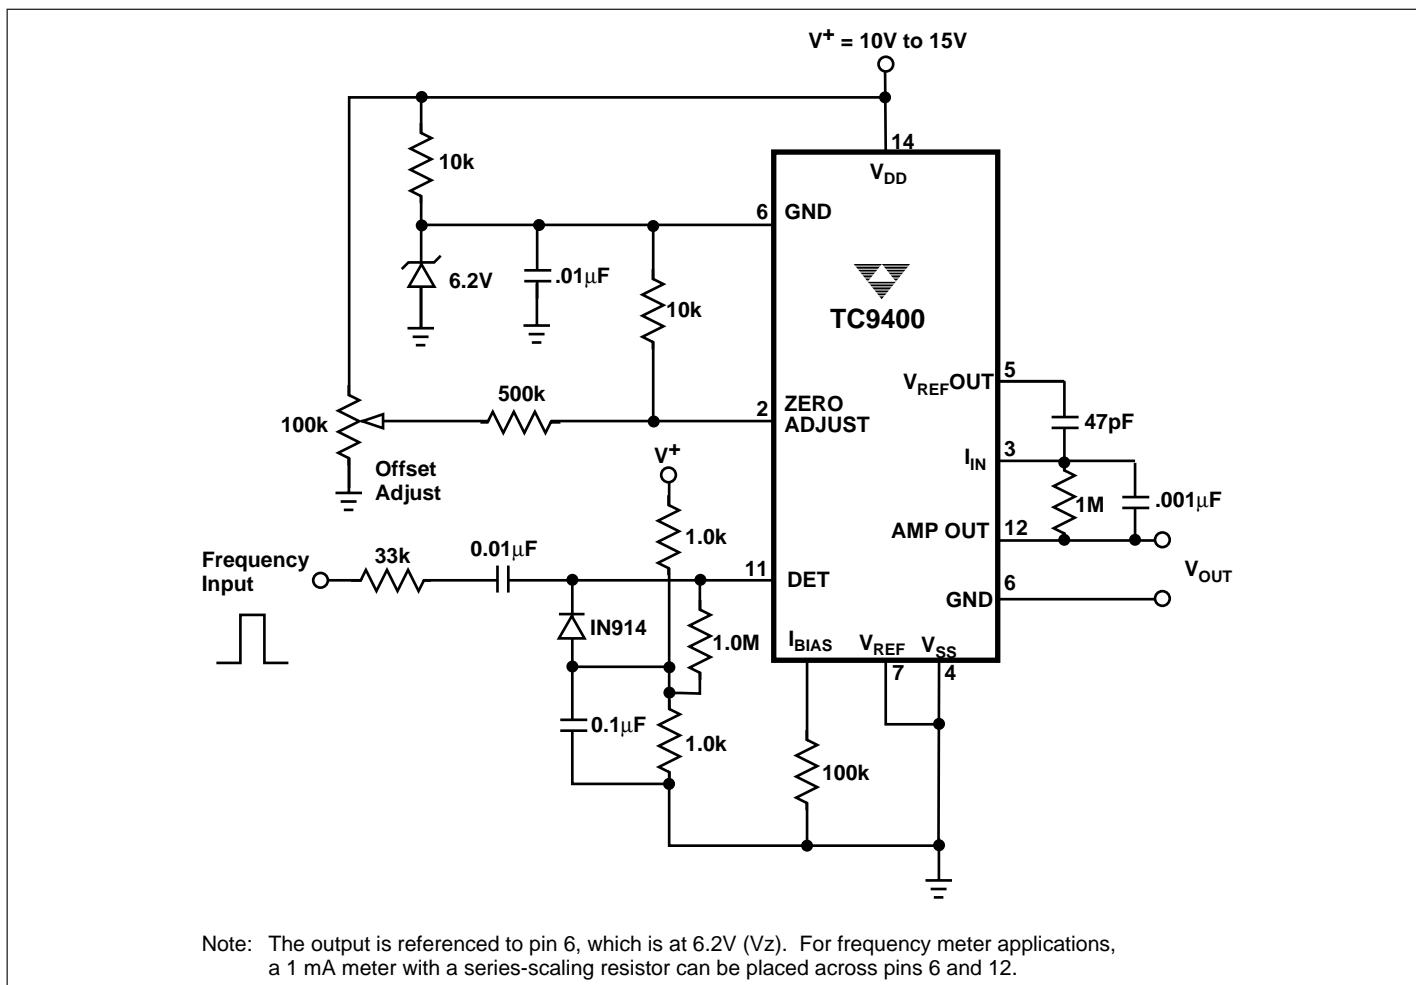 V+ = 10V to 15V
14
VDD
10k
6 GND
6.2V
.01μF
10k
TC9400
VREFOUT
5
500k
2 ZERO
ADJUST
100k
47pF
V+
IIN
3
Offset
Adjust
1M
.001μF
1.0k
AMP OUT
12
Frequency
Input
33k
0.01μF
11 DET
VOUT
6
GND
IN914
1.0M
IBIAS
VREF
VSS
7
4
0.1μF
1.0k
100k
Note: The output is referenced to pin 6, which is at 6.2V (Vz). For frequency meter applications,
a 1 mA meter with a series-scaling resistor can be placed across pins 6 and 12.